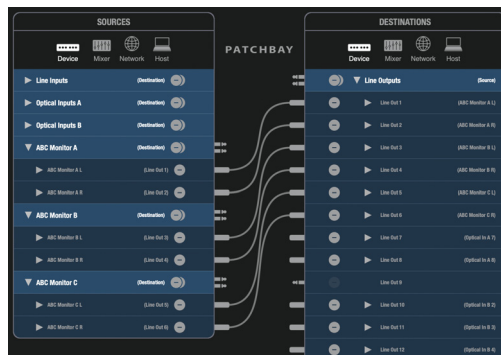 SOURCES
Device
Mixer
Network
Host
Line Inputs (Destination)
Optical Inputs A (Destination)
Optical Inputs B (Destination)
ABC Monitor A (Destination)
ABC Monitor A L (Line Out 1)
ABC Monitor A R (Line Out 2)
ABC Monitor B (Destination)
ABC Monitor B L (Line Out 3)
ABC Monitor B R (Line Out 4)
ABC Monitor C (Destination)
ABC Monitor C L (Line Out 5)
ABC Monitor C R (Line Out 6)
PATCHBAY
DESTINATIONS
Device
Mixer
Network
Host
Line Outputs (Source)
Line Out 1 (ABC Monitor A L)
Line Out 2 (ABC Monitor A R)
Line Out 3 (ABC Monitor B L)
Line Out 4 (ABC Monitor B R)
Line Out 5 (ABC Monitor C L)
Line Out 6 (ABC Monitor C R)
Line Out 7 (Optical In A 7)
Line Out 8 (Optical In A 8)
Line Out 9
Line Out 10 (Optical In B 2)
Line Out 11 (Optical In B 3)
Line Out 12 (Optical In B 4)